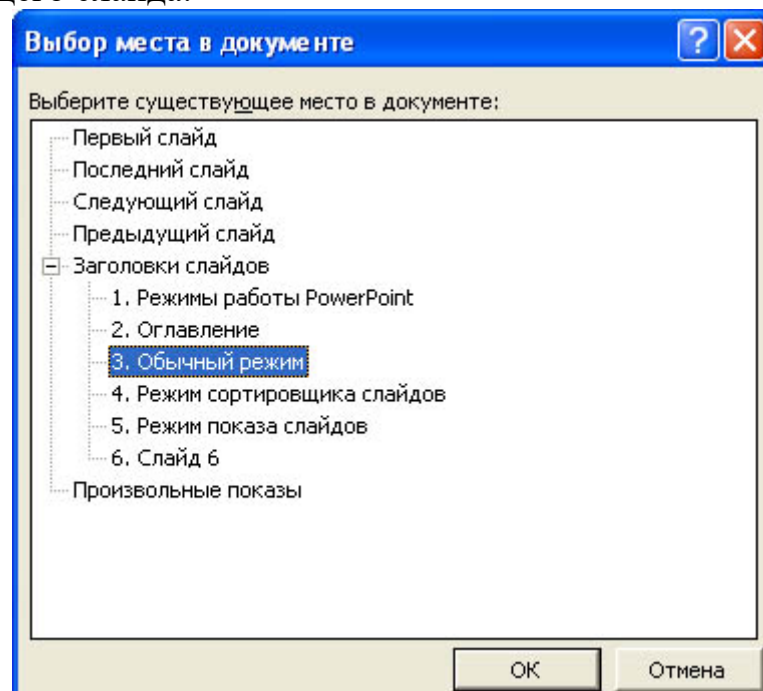 Выбор места в документе
Выберите существующее место в документе:
Первый слайд
Последний слайд
Следующий слайд
Предыдущий слайд
Заголовки слайдов
1. Режимы работы PowerPoint
2. Оглавление
3. Обычный режим
4. Режим сортировщика слайдов
5. Режим показа слайдов
6. Слайд 6
Произвольные показы
ОК
Отмена